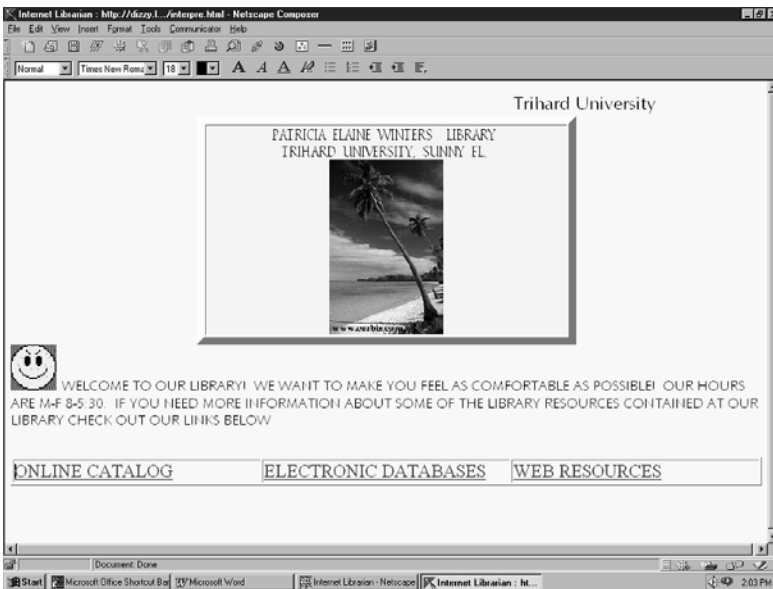 Internet Librarian : http://dizzy.l.../interpre.html - Netscape Composer
File Edit View Insert Format Tools Communicator Help
Normal Times New Roma 18 A A A
Trihard University
PATRICIA ELAINE WINTERS LIBRARY
TRIHARD UNIVERSITY, SUNNY FL.
www.corbis.com
WELCOME TO OUR LIBRARY! WE WANT TO MAKE YOU FEEL AS COMFORTABLE AS POSSIBLE! OUR HOURS
ARE M-F 8-5:30. IF YOU NEED MORE INFORMATION ABOUT SOME OF THE LIBRARY RESOURCES CONTAINED AT OUR
LIBRARY CHECK OUT OUR LINKS BELOW
ONLINE CATALOG ELECTRONIC DATABASES WEB RESOURCES
Document: Done
Start Microsoft Office Shortcut Bar Microsoft Word Internet Librarian - Netscape Internet Librarian : ht... 2:03 PM